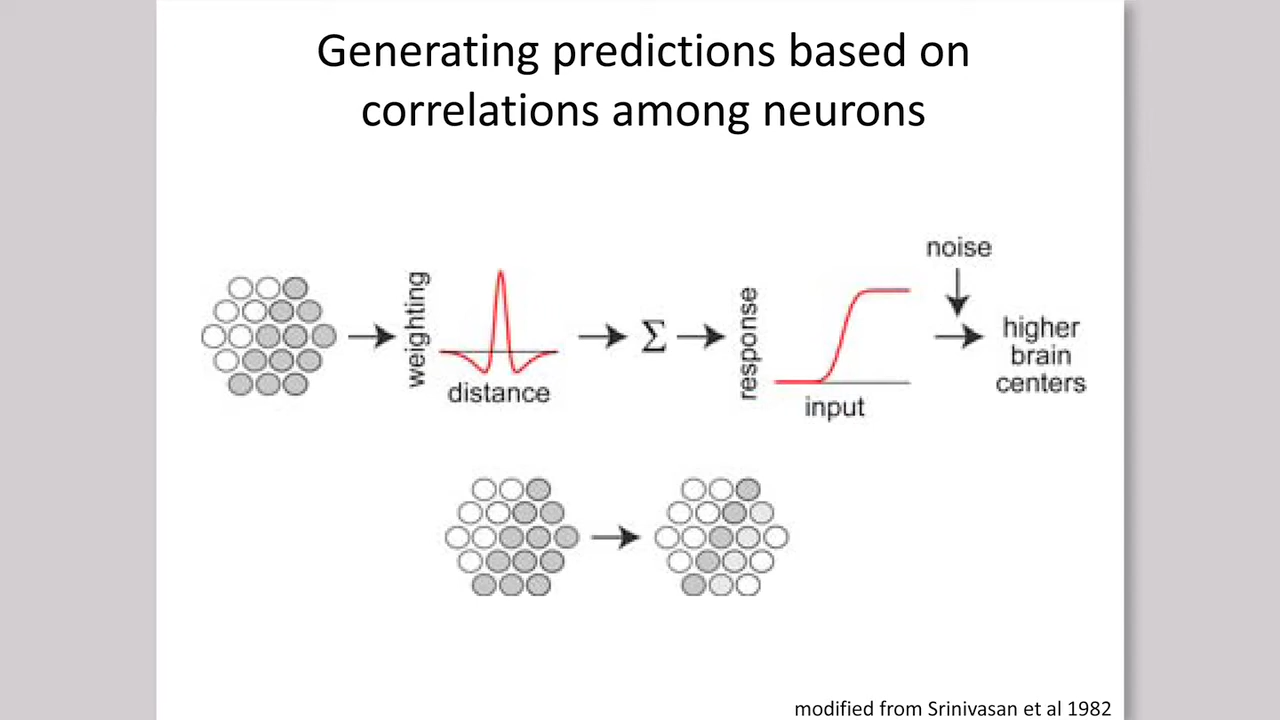 Generating predictions based on
correlations among neurons
weighting
distance
Σ
response
input
noise
higher
brain
centers
modified from Srinivasan et al 1982